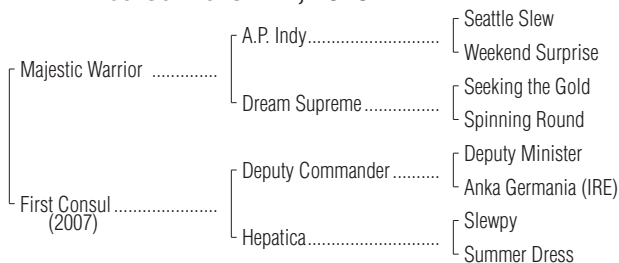 Seattle Slew
A.P. Indy
Weekend Surprise
Majestic Warrior
Seeking the Gold
Dream Supreme
Spinning Round
Deputy Minister
Deputy Commander
Anka Germania (IRE)
First Consul
(2007)
Slewpy
Hepatica
Summer Dress